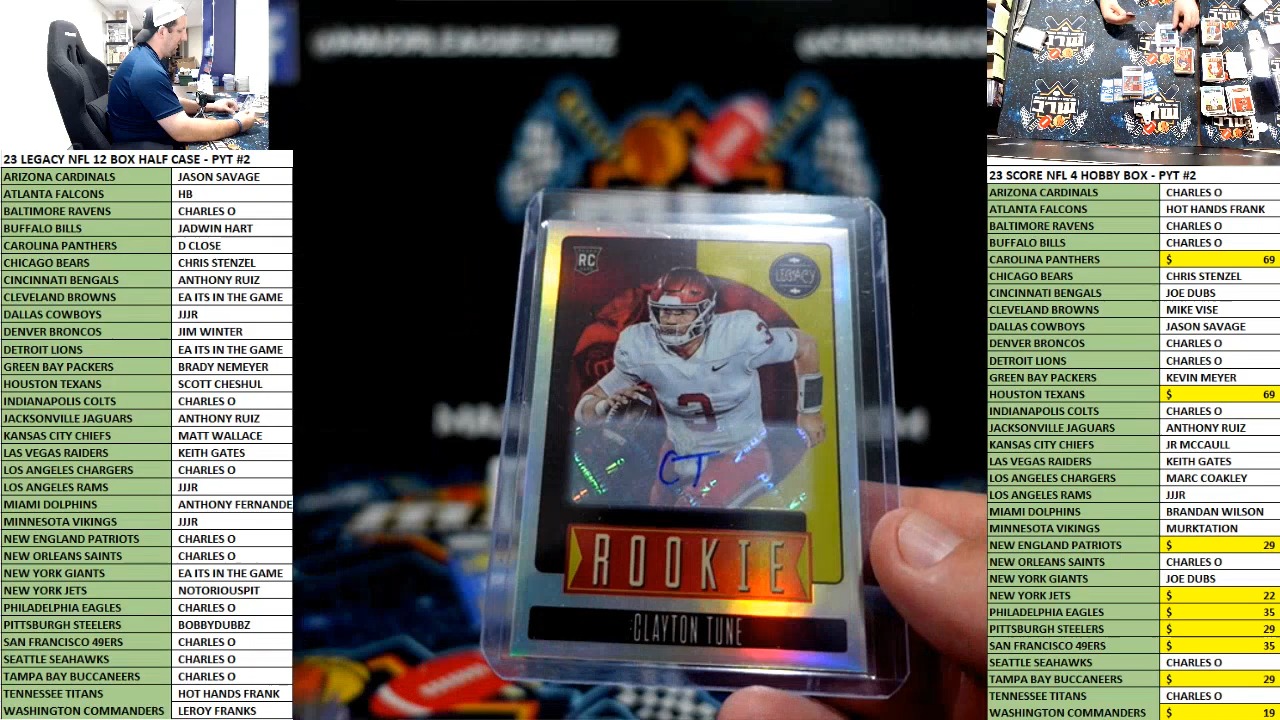 23 LEGACY NFL 12 BOX HALF CASE - PYT #2
ARIZONA CARDINALS JASON SAVAGE
ATLANTA FALCONS HB
BALTIMORE RAVENS CHARLES O
BUFFALO BILLS JADWIN HART
CAROLINA PANTHERS D CLOSE
CHICAGO BEARS CHRIS STENZEL
CINCINNATI BENGALS ANTHONY RUIZ
CLEVELAND BROWNS EA ITS IN THE GAME
DALLAS COWBOYS JJJR
DENVER BRONCOS JIM WINTER
DETROIT LIONS EA ITS IN THE GAME
GREEN BAY PACKERS BRADY NEMEYER
HOUSTON TEXANS SCOTT CHESHUL
INDIANAPOLIS COLTS CHARLES O
JACKSONVILLE JAGUARS ANTHONY RUIZ
KANSAS CITY CHIEFS MATT WALLACE
LAS VEGAS RAIDERS KEITH GATES
LOS ANGELES CHARGERS CHARLES O
LOS ANGELES RAMS JJJR
MIAMI DOLPHINS ANTHONY FERNANDE
MINNESOTA VIKINGS JJJR
NEW ENGLAND PATRIOTS CHARLES O
NEW ORLEANS SAINTS CHARLES O
NEW YORK GIANTS EA ITS IN THE GAME
NEW YORK JETS NOTORIOUSPIT
PHILADELPHIA EAGLES CHARLES O
PITTSBURGH STEELERS BOBBYDUBBZ
SAN FRANCISCO 49ERS CHARLES O
SEATTLE SEAHAWKS CHARLES O
TAMPA BAY BUCCANEERS CHARLES O
TENNESSEE TITANS HOT HANDS FRANK
WASHINGTON COMMANDERS LEROY FRANKS
RC
LEGACY
3
3
CT
ROOKIE
CLAYTON TUNE
23 SCORE NFL 4 HOBBY BOX - PYT #2
ARIZONA CARDINALS CHARLES O
ATLANTA FALCONS HOT HANDS FRANK
BALTIMORE RAVENS CHARLES O
BUFFALO BILLS CHARLES O
CAROLINA PANTHERS $ 69
CHICAGO BEARS CHRIS STENZEL
CINCINNATI BENGALS JOE DUBS
CLEVELAND BROWNS MIKE VISE
DALLAS COWBOYS JASON SAVAGE
DENVER BRONCOS CHARLES O
DETROIT LIONS CHARLES O
GREEN BAY PACKERS KEVIN MEYER
HOUSTON TEXANS $ 69
INDIANAPOLIS COLTS CHARLES O
JACKSONVILLE JAGUARS ANTHONY RUIZ
KANSAS CITY CHIEFS JR MCCAULL
LAS VEGAS RAIDERS KEITH GATES
LOS ANGELES CHARGERS MARC COAKLEY
LOS ANGELES RAMS JJJR
MIAMI DOLPHINS BRANDAN WILSON
MINNESOTA VIKINGS MURKTATION
NEW ENGLAND PATRIOTS $ 29
NEW ORLEANS SAINTS CHARLES O
NEW YORK GIANTS JOE DUBS
NEW YORK JETS $ 22
PHILADELPHIA EAGLES $ 35
PITTSBURGH STEELERS $ 29
SAN FRANCISCO 49ERS $ 35
SEATTLE SEAHAWKS CHARLES O
TAMPA BAY BUCCANEERS $ 29
TENNESSEE TITANS CHARLES O
WASHINGTON COMMANDERS $ 19